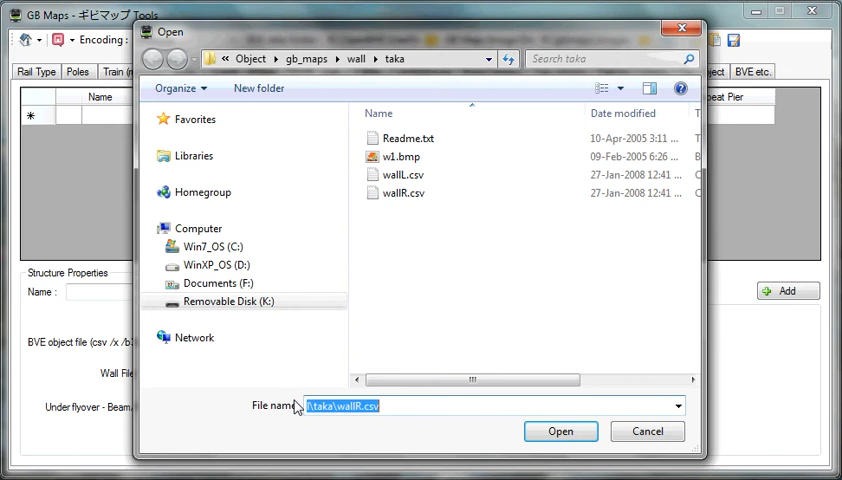 GB Maps - ギビマップ Tools
Open
Encoding :
Object gb_maps wall taka
Search taka
Rail Type Poles Train (
BVE etc.
Organize New folder
Name
Name Date modified
Readme.txt 10-Apr-2005 3:11 ...
w1.bmp 09-Feb-2005 6:26 ...
wallL.csv 27-Jan-2008 12:41 ...
wallR.csv 27-Jan-2008 12:41 ...
Favorites
Libraries
Homegroup
Computer
Win7_OS (C:)
WinXP_OS (D:)
Documents (F:)
Removable Disk (K:)
Network
Structure Properties
Name :
Add
BVE object file (csv /x /b3
Wall File
Under flyover - Beam/
File name
l\taka\wallR.csv
Open Cancel